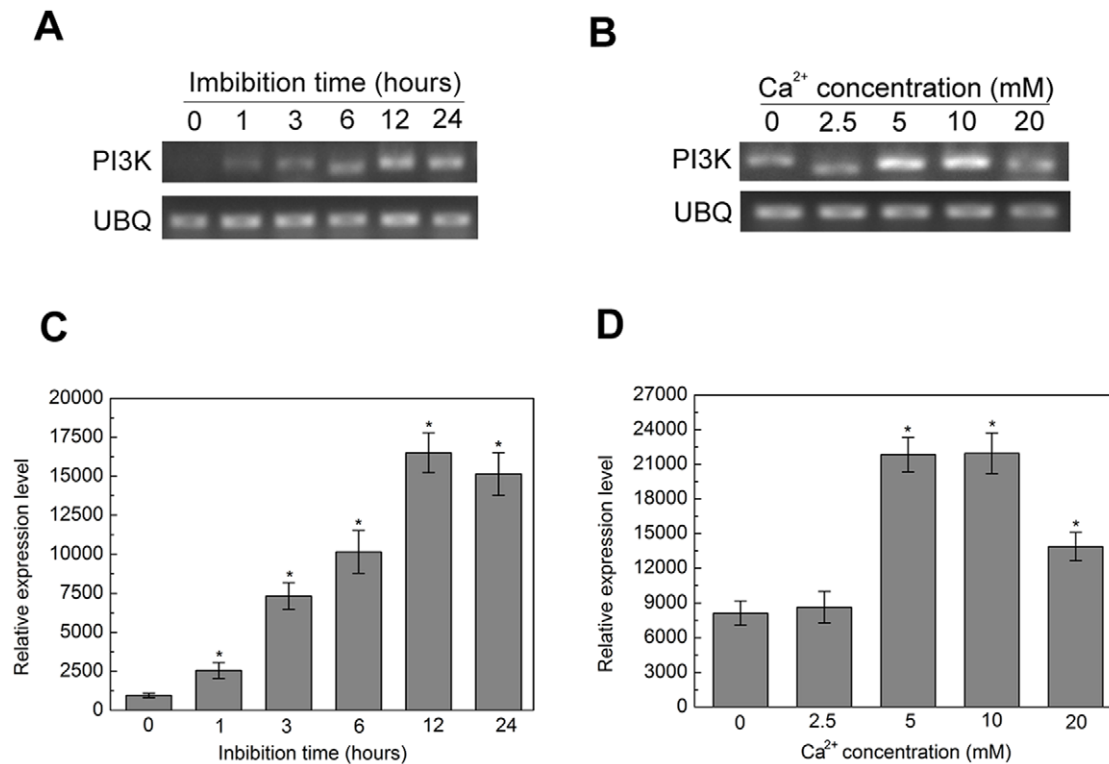 A
Imbibition time (hours)
0 1 3 6 12 24
PI3K
UBQ
B
Ca²⁺ concentration (mM)
0 2.5 5 10 20
PI3K
UBQ
C
Relative expression level
20000
17500
15000
12500
10000
7500
5000
2500
0
* * * * *
0 1 3 6 12 24
Inbibition time (hours)
D
Relative expression level
27000
24000
21000
18000
15000
12000
9000
6000
3000
0
* * *
0 2.5 5 10 20
Ca²⁺ concentration (mM)